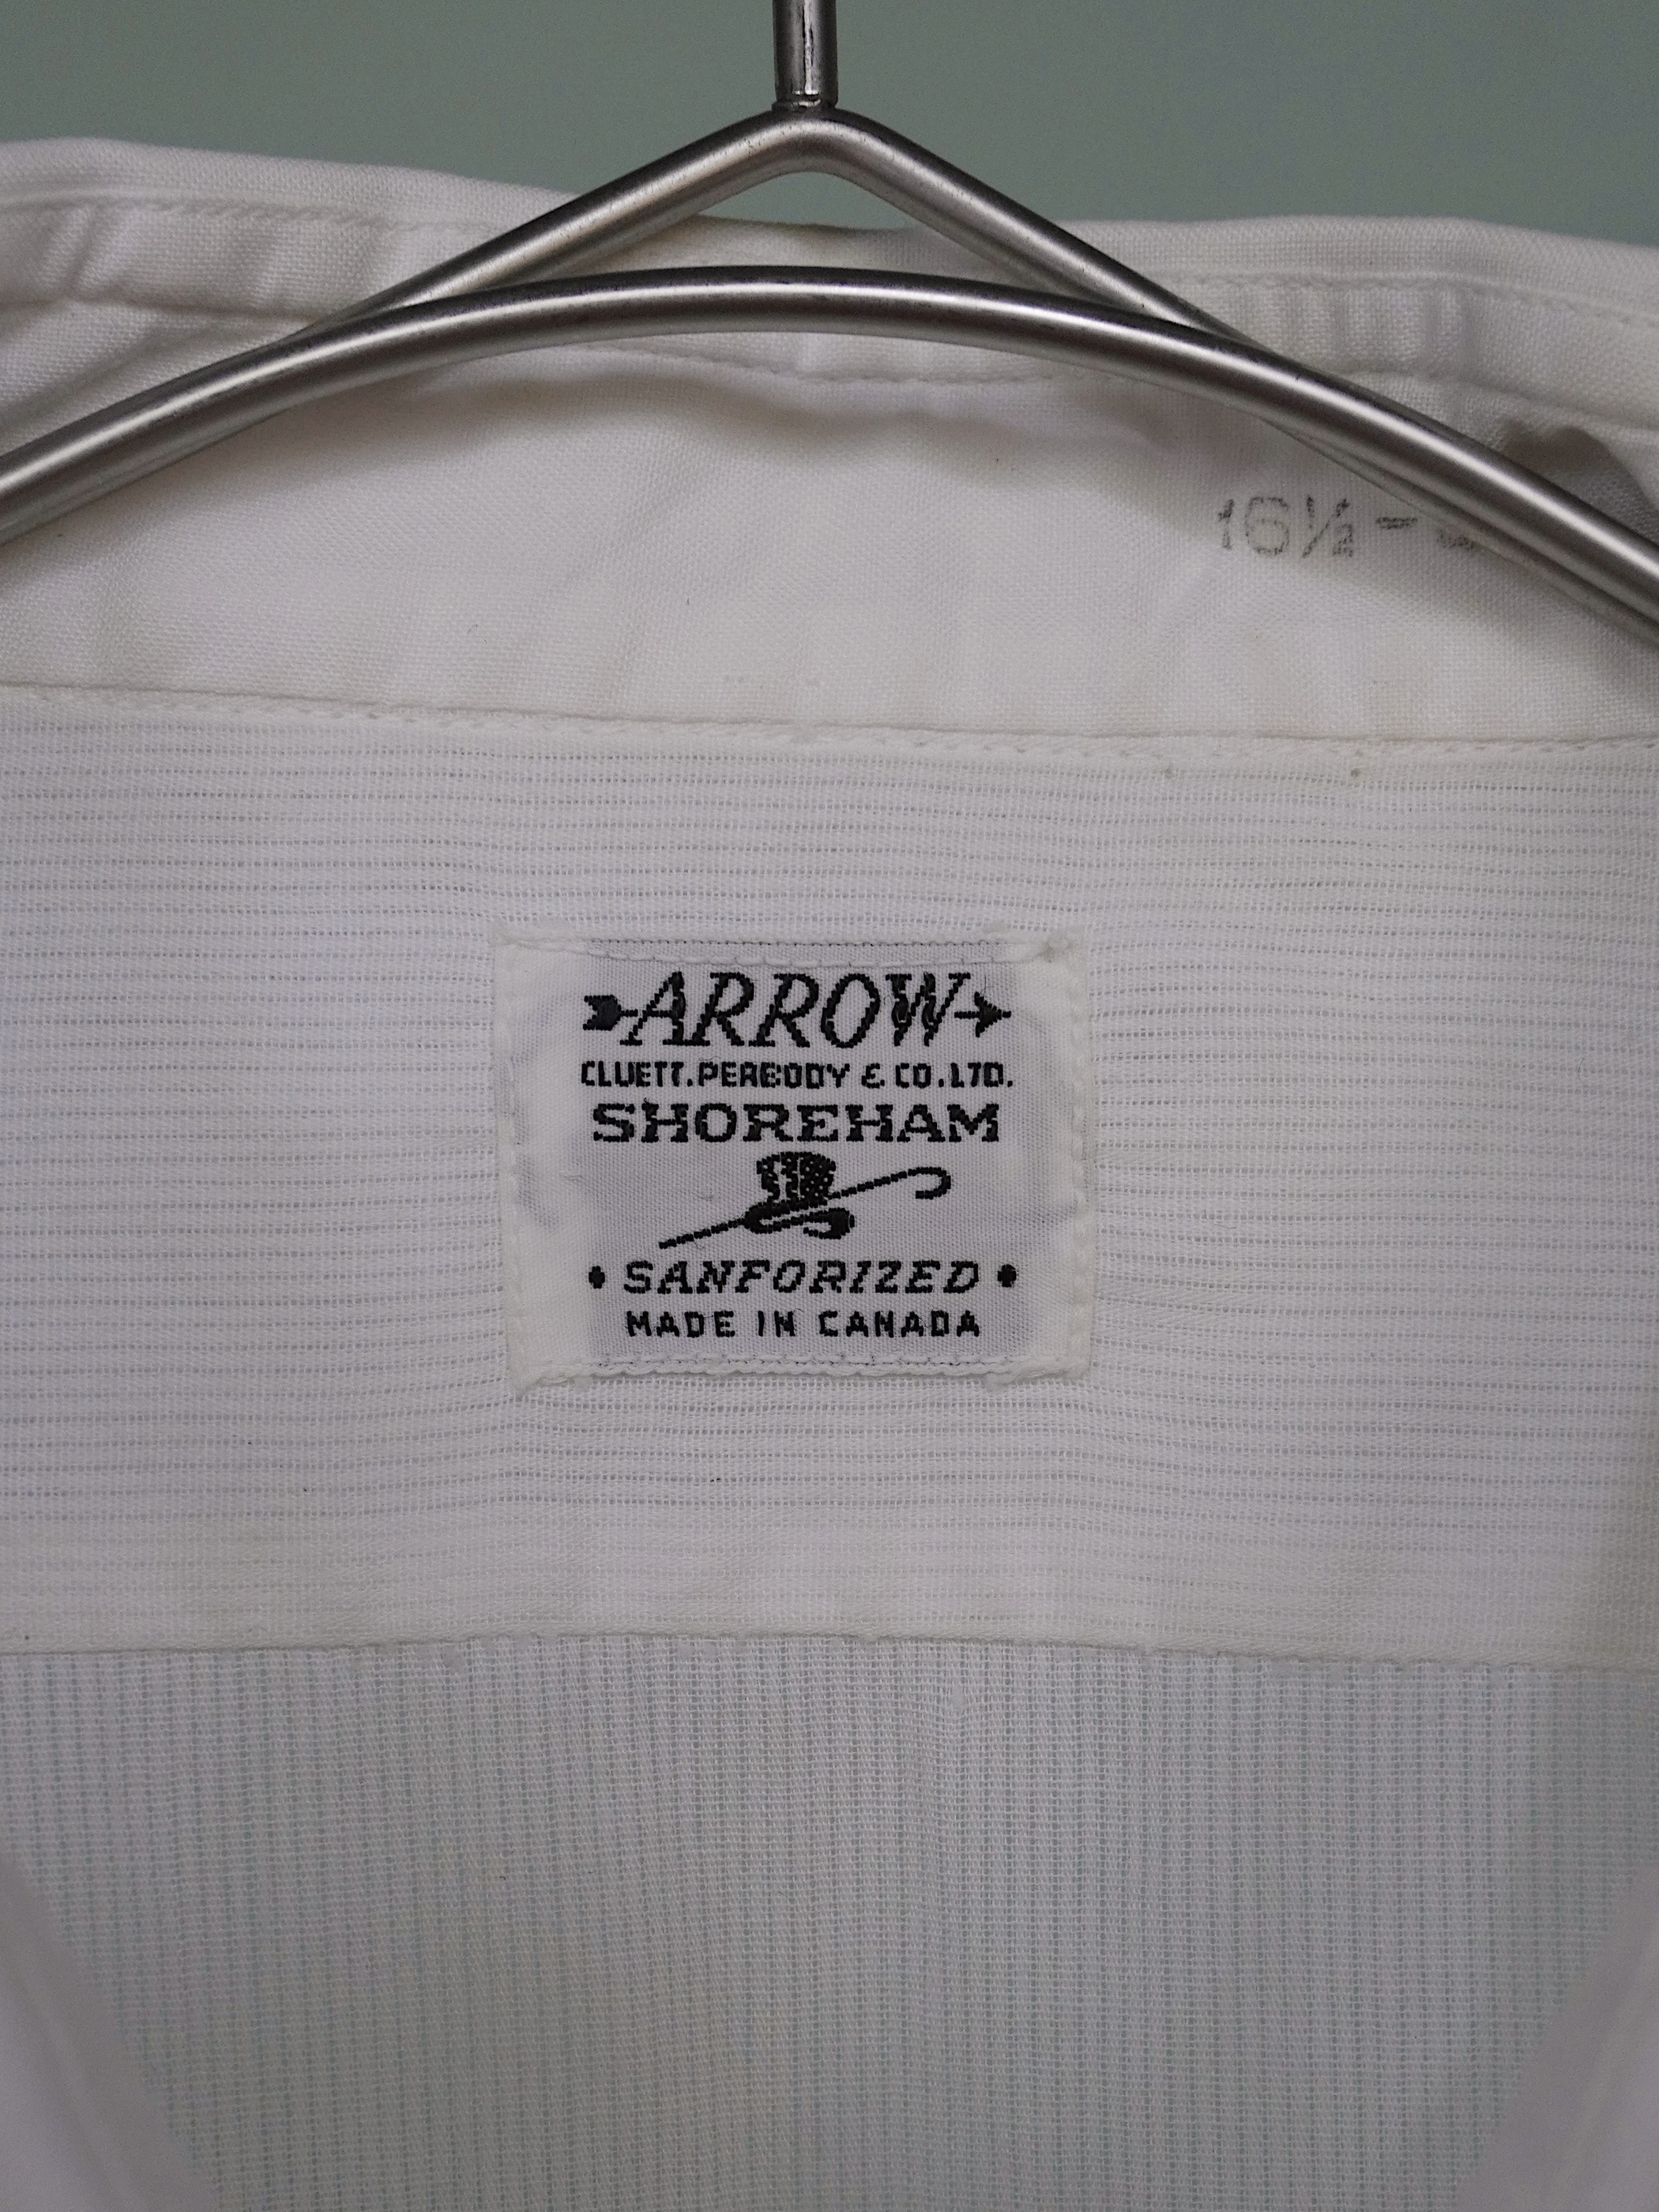 16½ -
ARROW
CLUETT. PEABODY & CO. LTD.
SHOREHAM
• SANFORIZED •
MADE IN CANADA